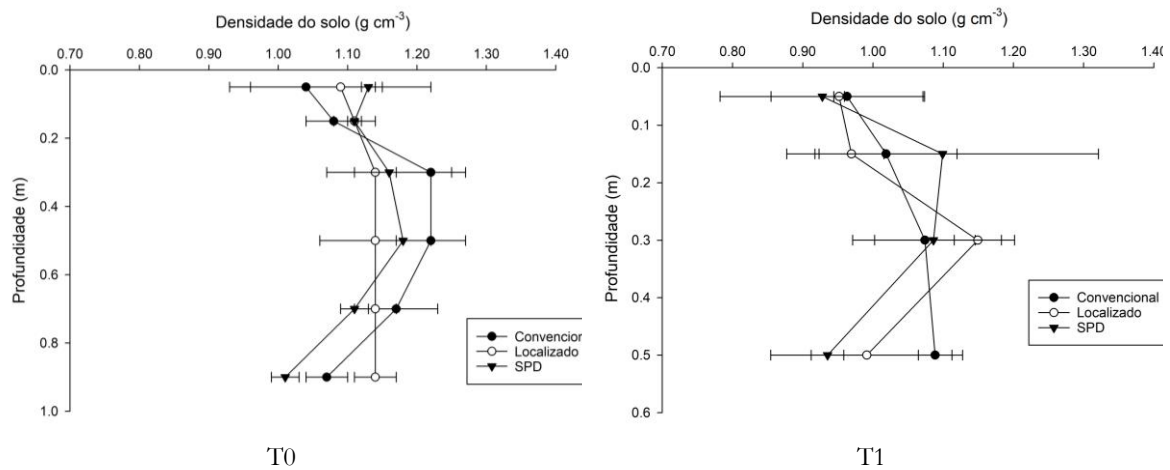 Densidade do solo (g cm-3)
0.70 0.80 0.90 1.00 1.10 1.20 1.30 1.40
0.0
0.2
0.4
0.6
0.8
1.0
Profundidade (m)
Convencion
Localizado
SPD
T0
Densidade do solo (g cm-3)
0.70 0.80 0.90 1.00 1.10 1.20 1.30 1.40
0.0
0.1
0.2
0.3
0.4
0.5
0.6
Profundidade (m)
Convencional
Localizado
SPD
T1